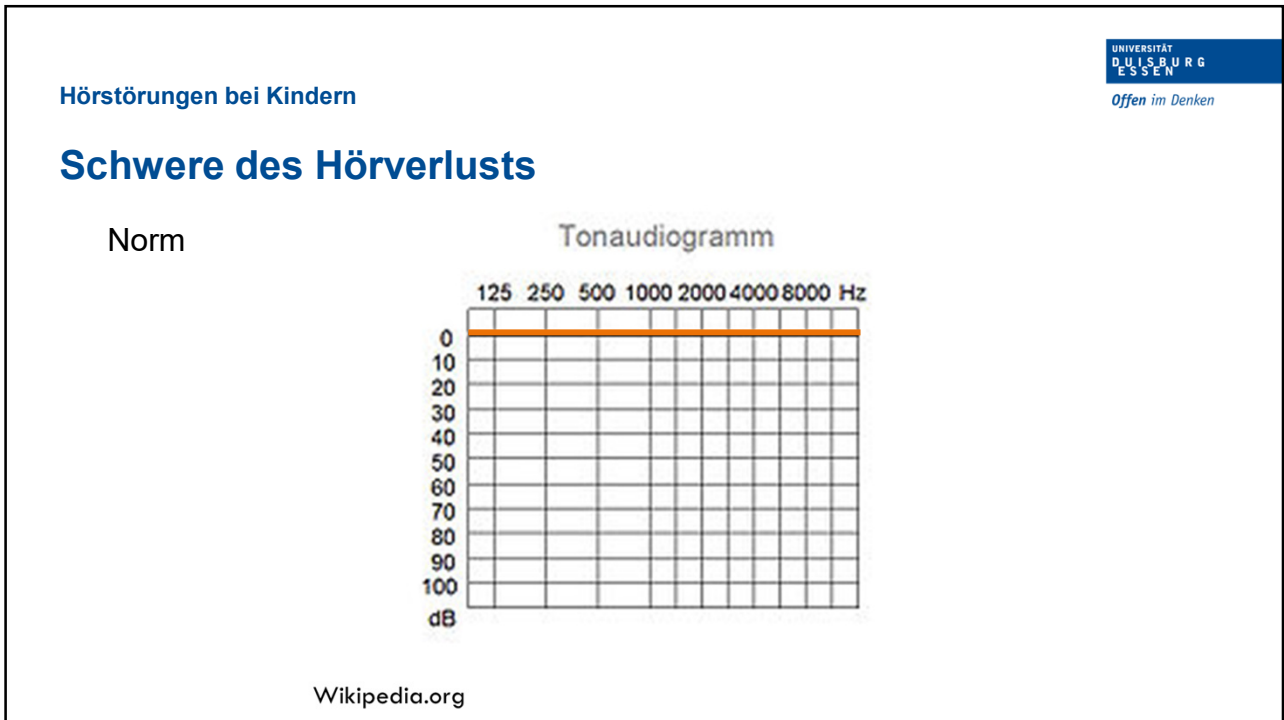 UNIVERSITÄT
DUISBURG
ESSEN
Offen im Denken
Hörstörungen bei Kindern
Schwere des Hörverlusts
Norm
Tonaudiogramm
125 250 500 1000 2000 4000 8000 Hz
0
10
20
30
40
50
60
70
80
90
100
dB
Wikipedia.org